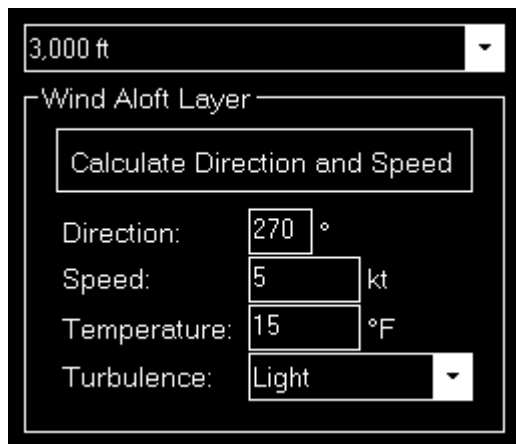 3,000 ft
Wind Aloft Layer
Calculate Direction and Speed
Direction: 270 °
Speed: 5 kt
Temperature: 15 °F
Turbulence: Light